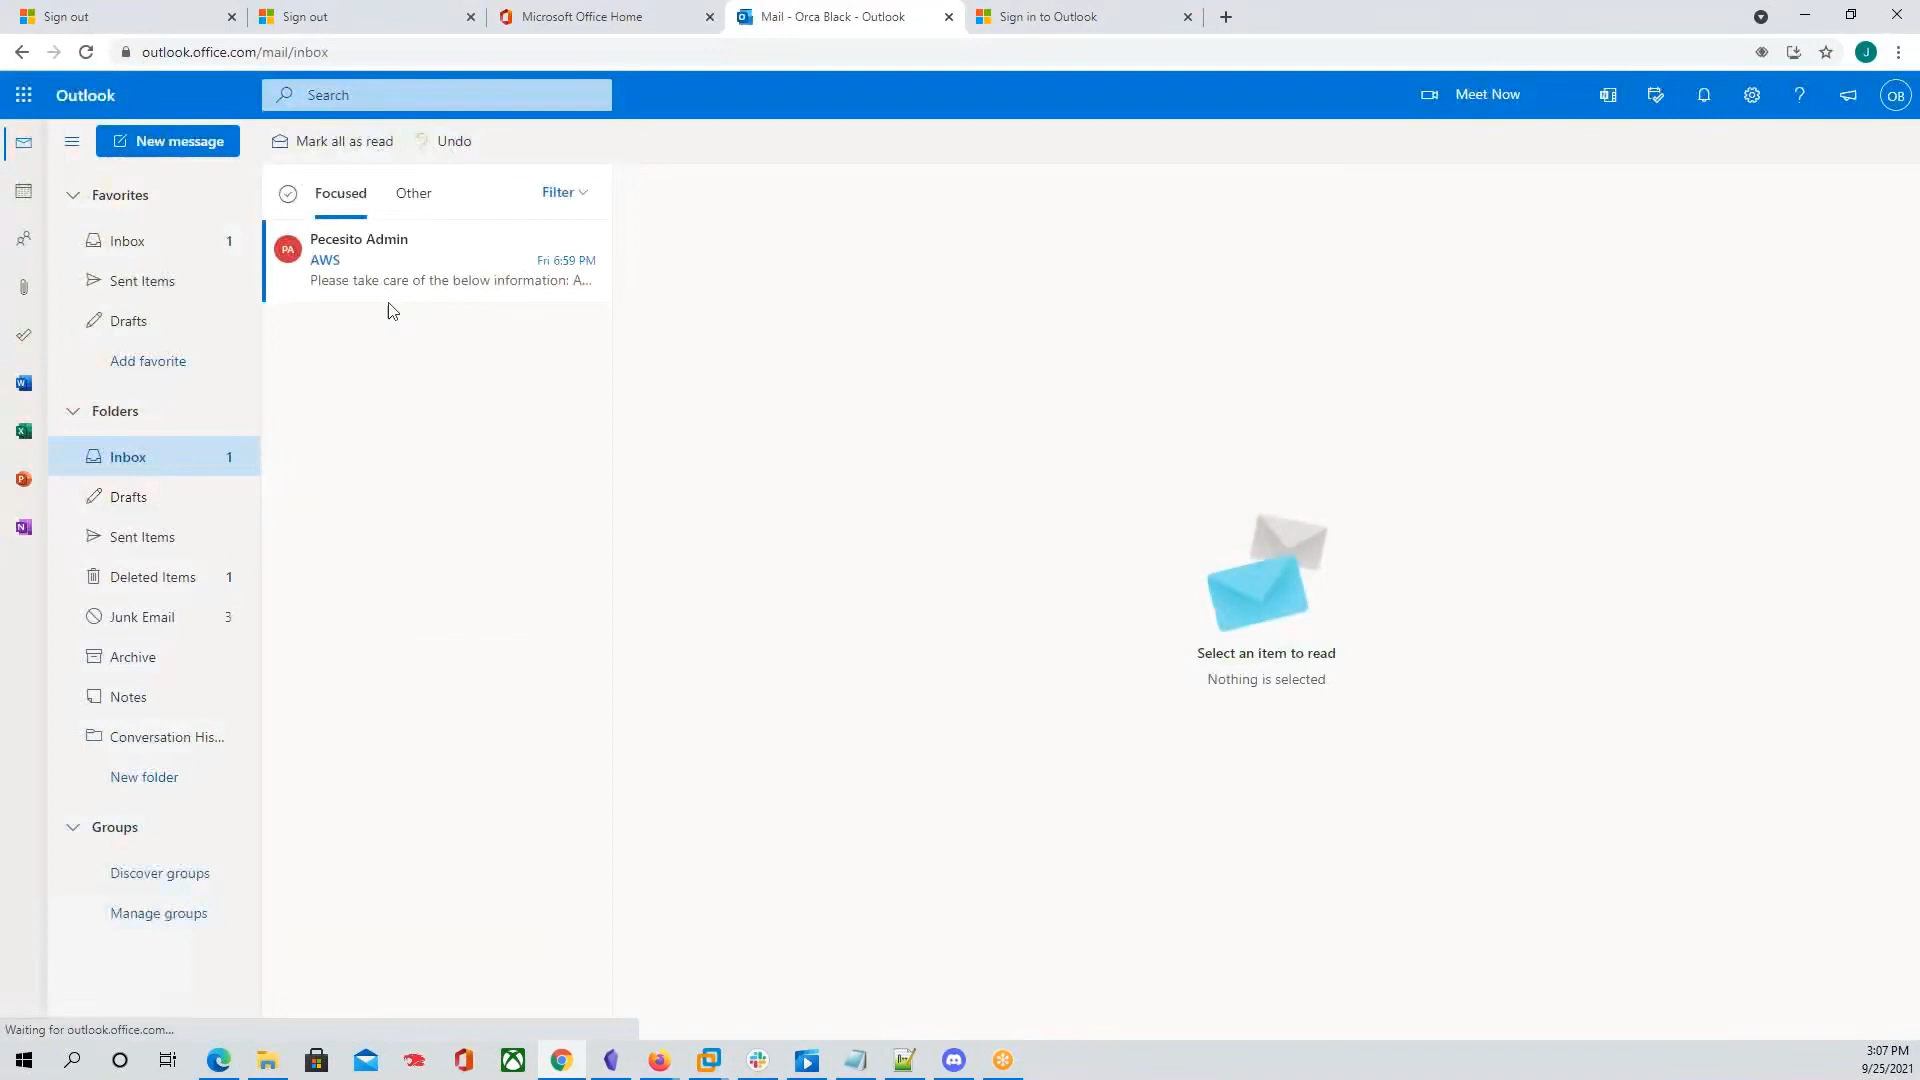 Sign out
Sign out
Microsoft Office Home
Mail - Orca Black - Outlook
Sign in to Outlook
outlook.office.com/mail/inbox
J
Outlook
Search
Meet Now
OB
New message
Mark all as read
Undo
Favorites
Inbox 1
Sent Items
Drafts
Add favorite
Folders
Inbox 1
Drafts
Sent Items
Deleted Items 1
Junk Email 3
Archive
Notes
Conversation His...
New folder
Groups
Discover groups
Manage groups
Focused
Other
Filter
PA
Pecesito Admin
AWS
Fri 6:59 PM
Please take care of the below information: A...
Select an item to read
Nothing is selected
Waiting for outlook.office.com...
3:07 PM
9/25/2021